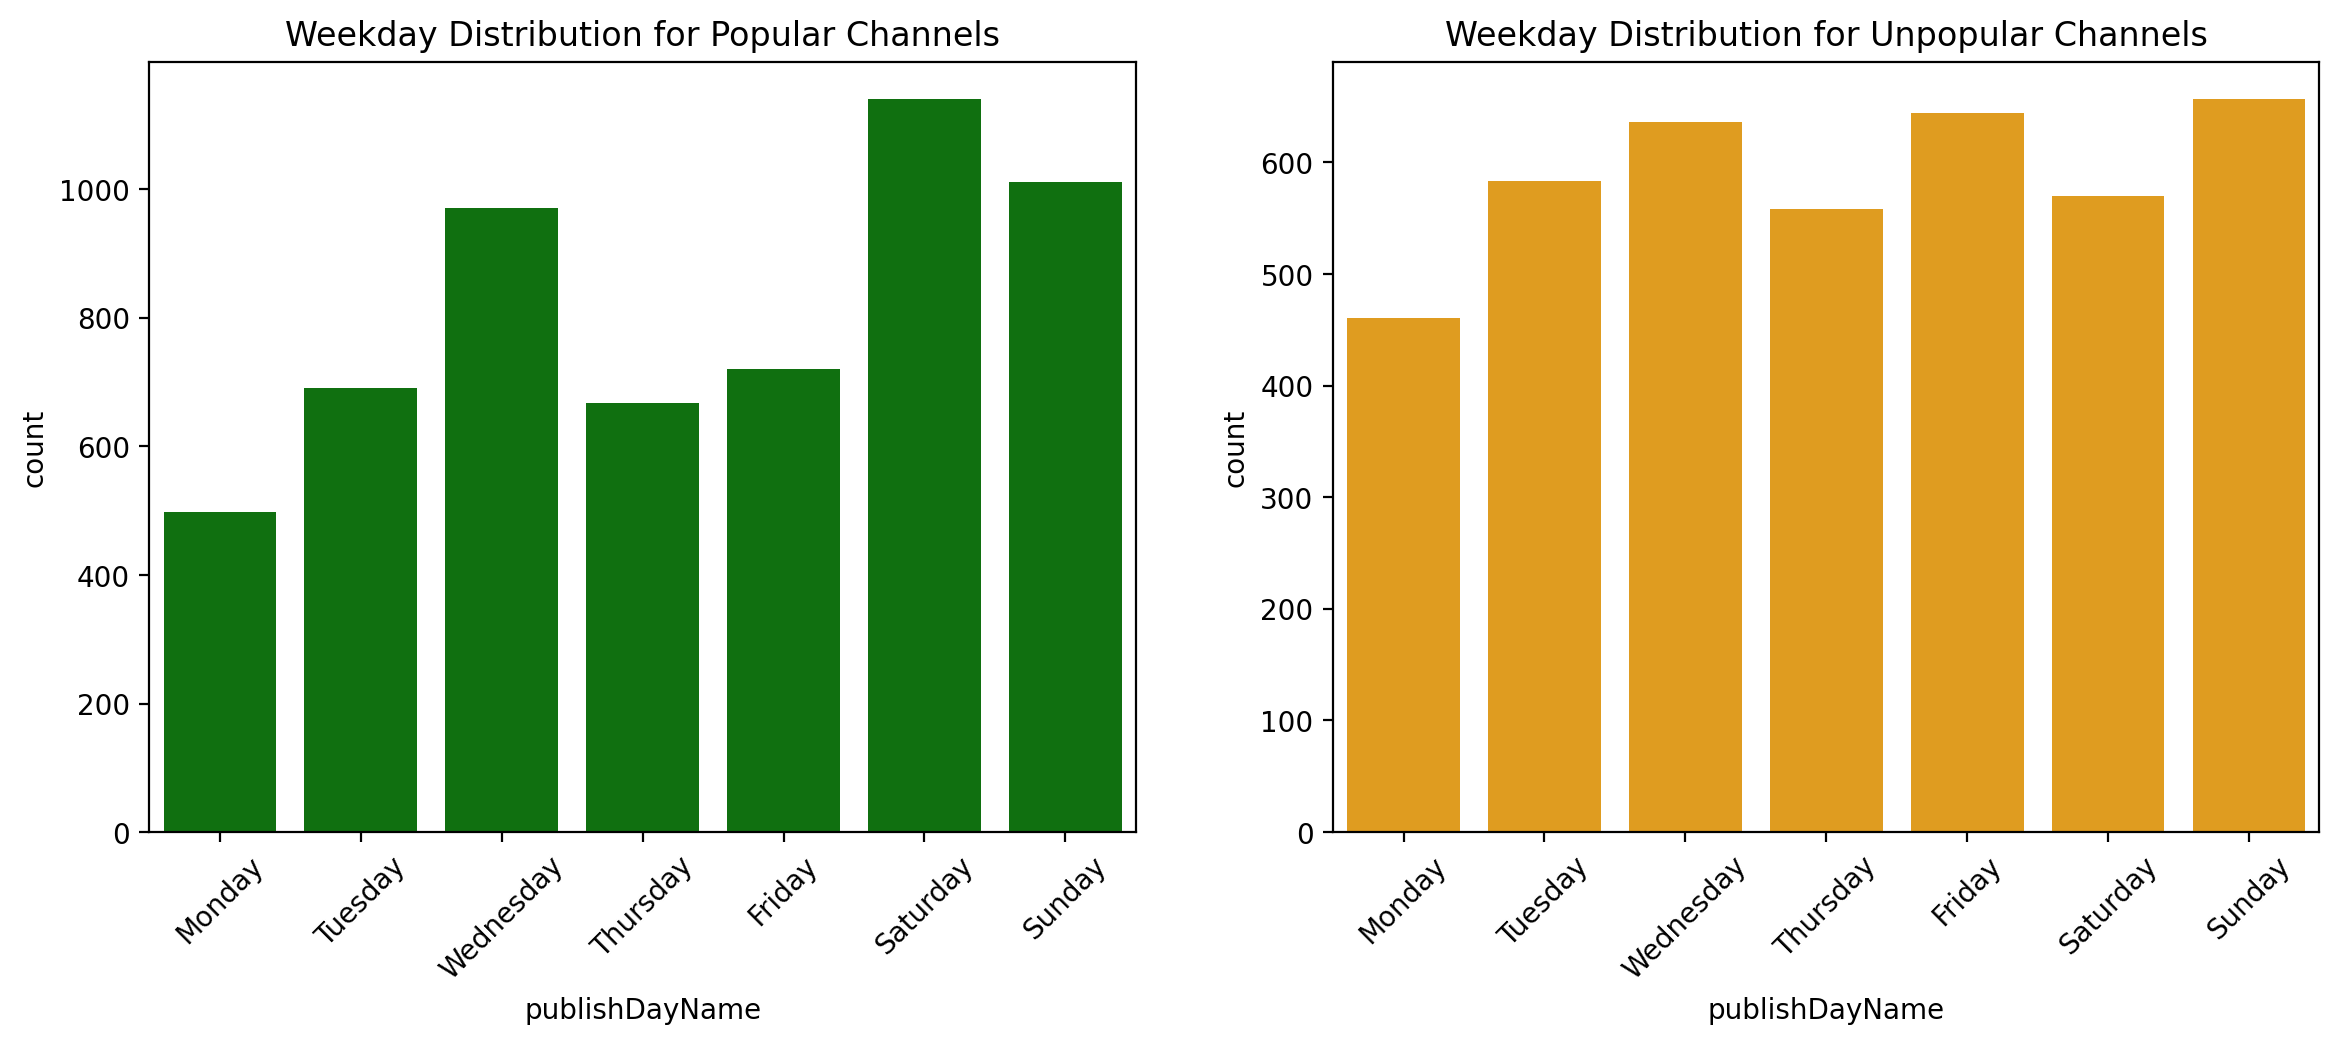 Weekday Distribution for Popular Channels
count
1000
800
600
400
200
0
Monday
Tuesday
Wednesday
Thursday
Friday
Saturday
Sunday
publishDayName
Weekday Distribution for Unpopular Channels
count
600
500
400
300
200
100
0
Monday
Tuesday
Wednesday
Thursday
Friday
Saturday
Sunday
publishDayName